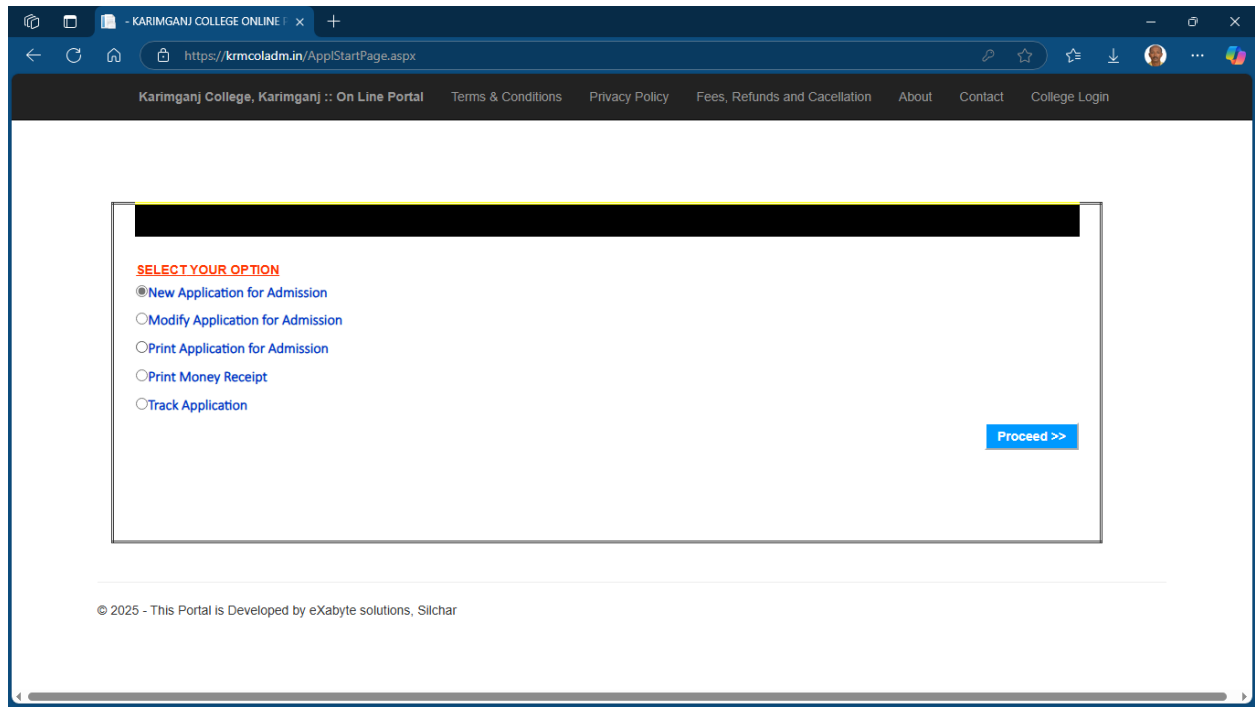 - KARIMGANJ COLLEGE ONLINE
https://krmcoladm.in/ApplStartPage.aspx
Karimganj College, Karimganj :: On Line Portal Terms & Conditions Privacy Policy Fees, Refunds and Cacellation About Contact College Login
SELECT YOUR OPTION
New Application for Admission
Modify Application for Admission
Print Application for Admission
Print Money Receipt
Track Application
Proceed >>
© 2025 - This Portal is Developed by eXabyte solutions, Silchar